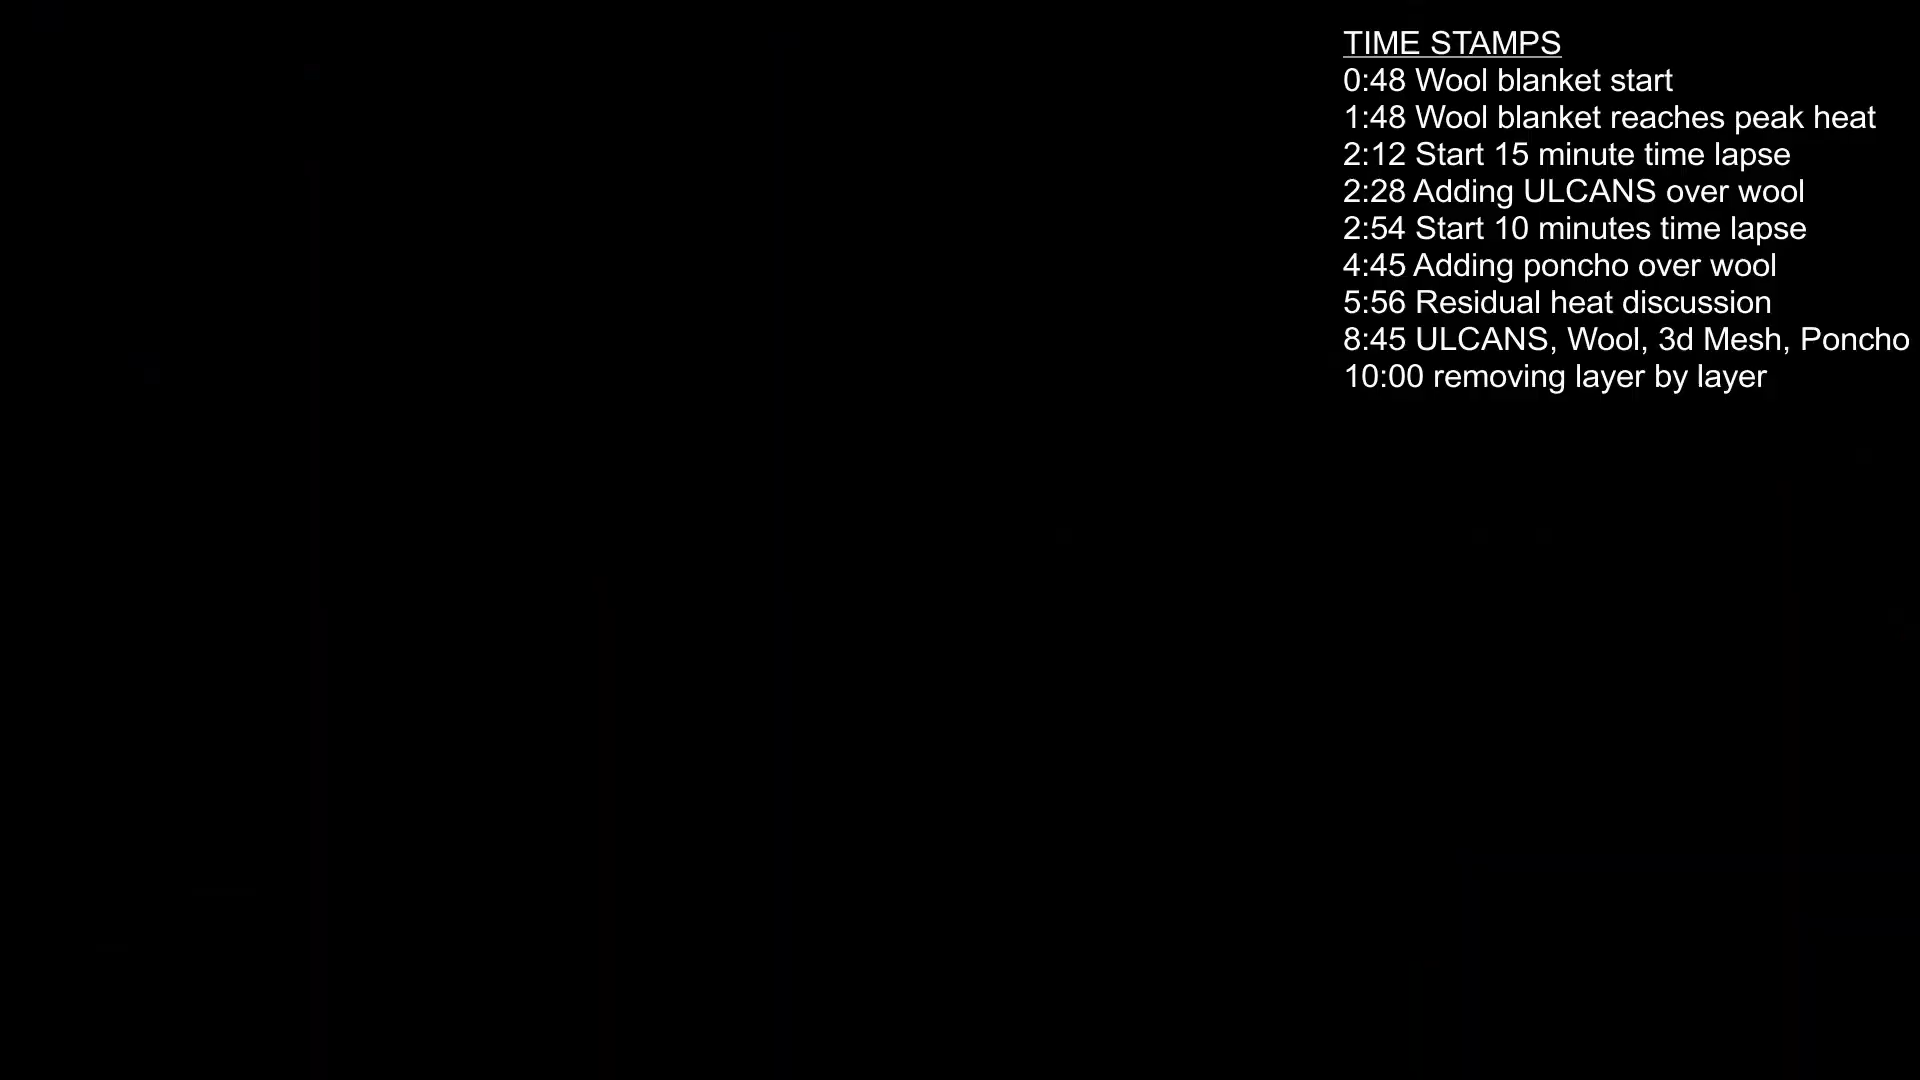 TIME STAMPS
0:48 Wool blanket start
1:48 Wool blanket reaches peak heat
2:12 Start 15 minute time lapse
2:28 Adding ULCANS over wool
2:54 Start 10 minutes time lapse
4:45 Adding poncho over wool
5:56 Residual heat discussion
8:45 ULCANS, Wool, 3d Mesh, Poncho
10:00 removing layer by layer